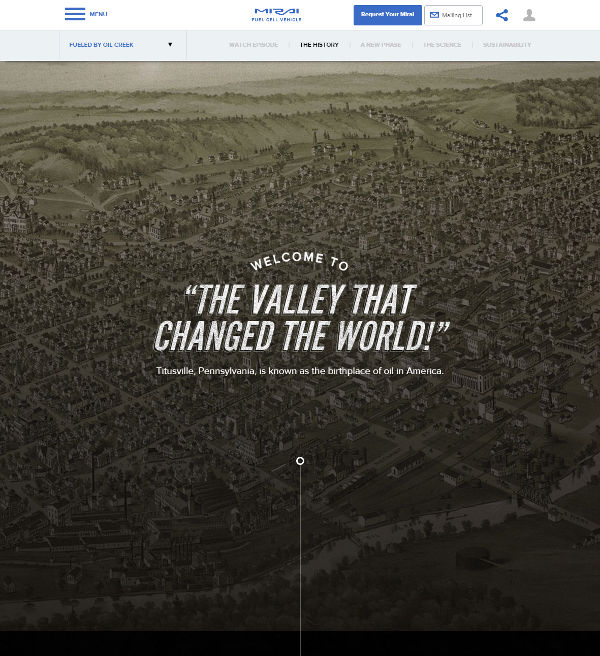 MENU
MIRAI
FUEL CELL VEHICLE
Request Your Mirai
Mailing List
FUELED BY OIL CREEK
WATCH EPISODE
THE HISTORY
A NEW PHASE
THE SCIENCE
SUSTAINABILITY
WELCOME TO
“THE VALLEY THAT
CHANGED THE WORLD!”
Titusville, Pennsylvania, is known as the birthplace of oil in America.